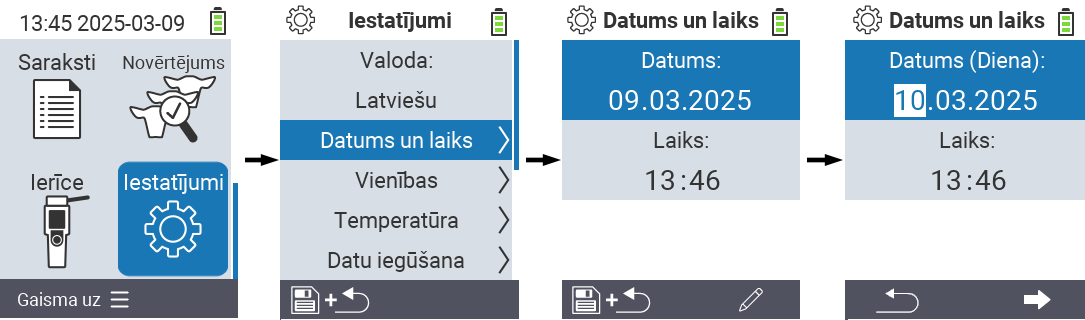 13:45 2025-03-09
Saraksti
Novērtējums
Ierīce
Iestatījumi
Gaisma uz
Iestatījumi
Valoda:
Latviešu
Datums un laiks
Vienības
Temperatūra
Datu iegūšana
Datums un laiks
Datums:
09.03.2025
Laiks:
13:46
Datums un laiks
Datums (Diena):
10.03.2025
Laiks:
13:46